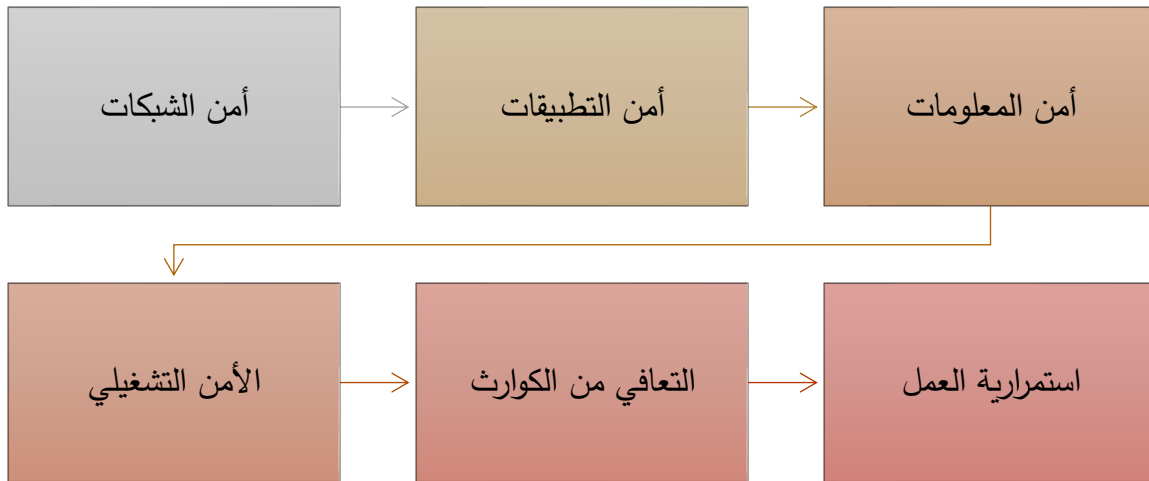 أمن الشبكات
أمن التطبيقات
أمن المعلومات
الأمن التشغيلي
التعافي من الكوارث
استمرارية العمل